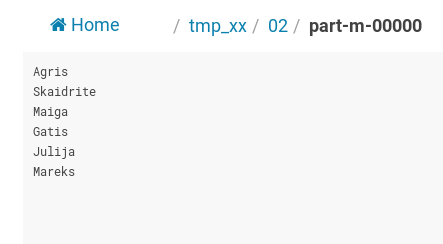 Home / tmp_xx / 02 / part-m-00000
Agris
Skaidrite
Maiga
Gatis
Julija
Mareks